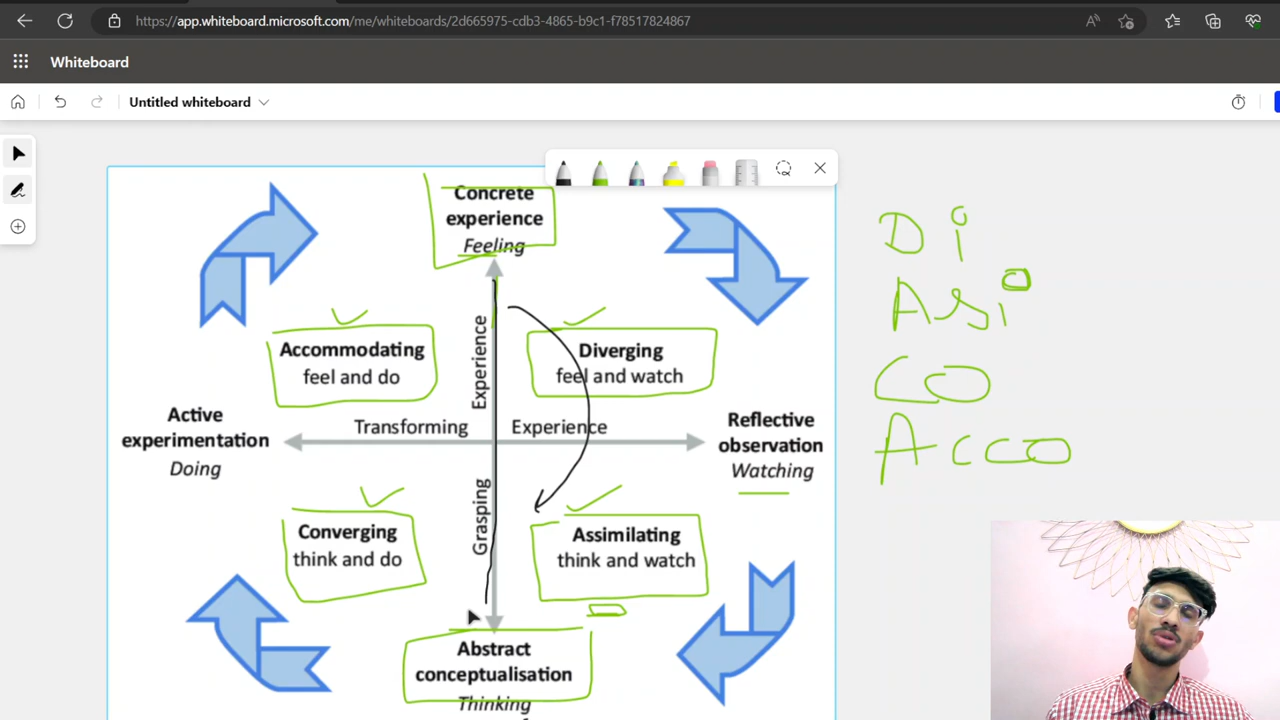 https://app.whiteboard.microsoft.com/me/whiteboards/2d665975-cdb3-4865-b9c1-f78517824867
Whiteboard
Untitled whiteboard
Concrete
experience
Feeling
Accommodating
feel and do
Diverging
feel and watch
Experience
Active
experimentation
Doing
Transforming
Experience
Reflective
observation
Watching
Grasping
Converging
think and do
Assimilating
think and watch
Abstract
conceptualisation
Thinking
Di
Asi
CO
Acco